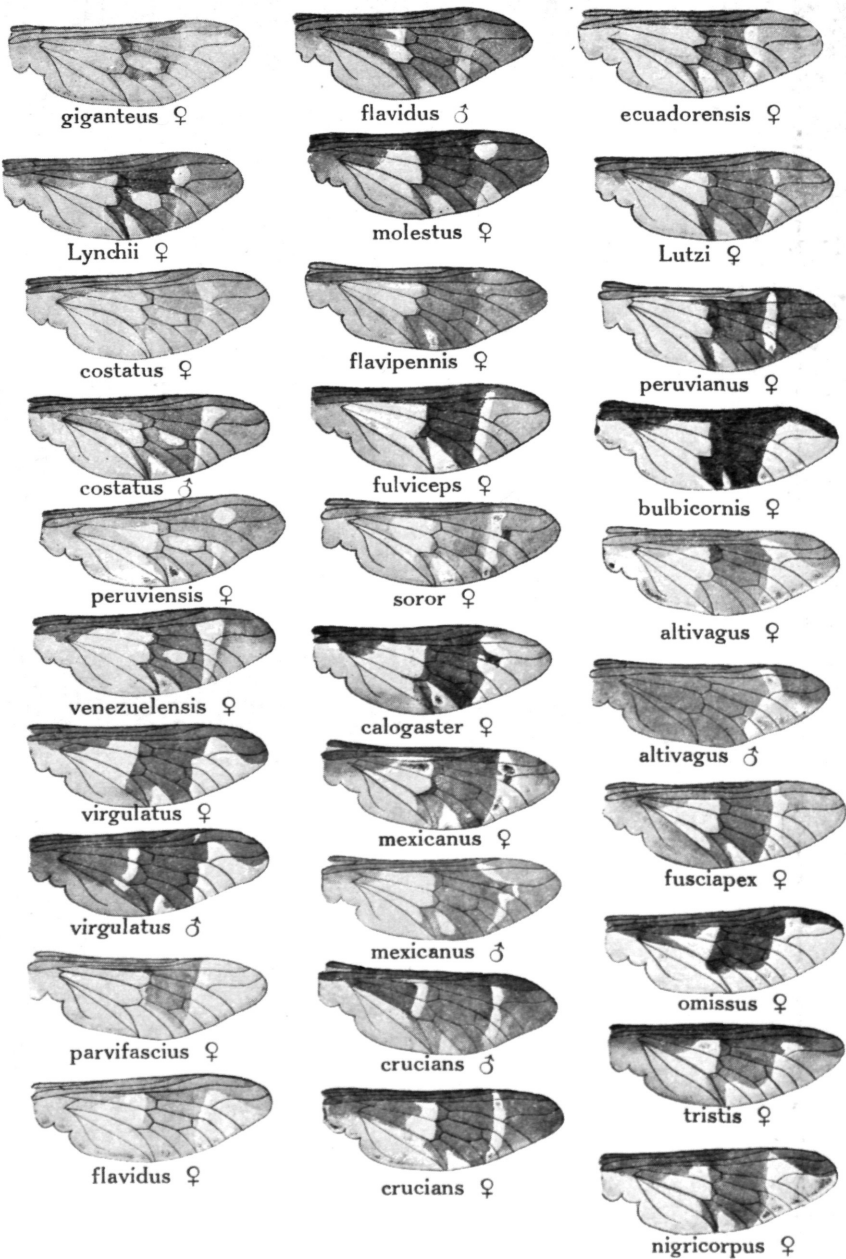 giganteus ♀
Lynchii ♀
costatus ♀
costatus ♂
peruviensis ♀
venezuelensis ♀
virgulatus ♀
virgulatus ♂
parvifascius ♀
flavidus ♀
flavidus ♂
molestus ♀
flavipennis ♀
fulviceps ♀
soror ♀
calogaster ♀
mexicanus ♀
mexicanus ♂
crucians ♂
crucians ♀
ecuadorensis ♀
Lutzi ♀
peruvianus ♀
bulbicornis ♀
altivagus ♀
altivagus ♂
fusciapex ♀
omissus ♀
tristis ♀
nigricorpus ♀